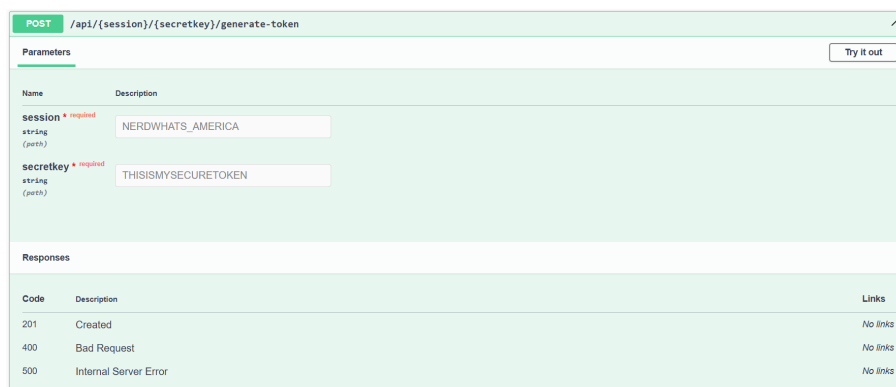 POST /api/{session}/{secretkey}/generate-token
Parameters Try it out
Name Description
session * required
string
(path)
NERDWHATS_AMERICA
secretkey * required
string
(path)
THISISMYSECURETOKEN
Responses
Code Description Links
201 Created No links
400 Bad Request No links
500 Internal Server Error No links